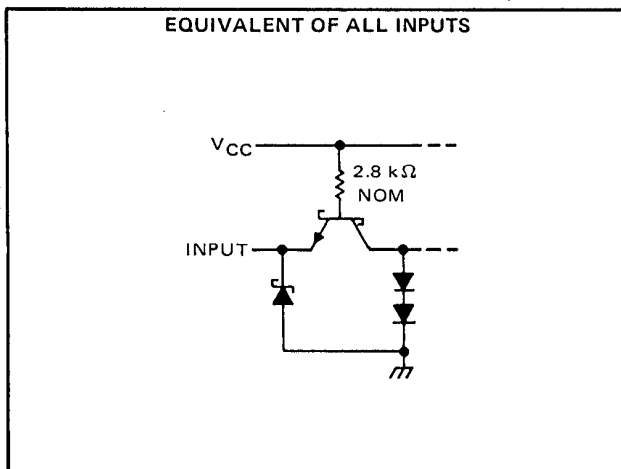 EQUIVALENT OF ALL INPUTS
VCC
2.8 kΩ
NOM
INPUT